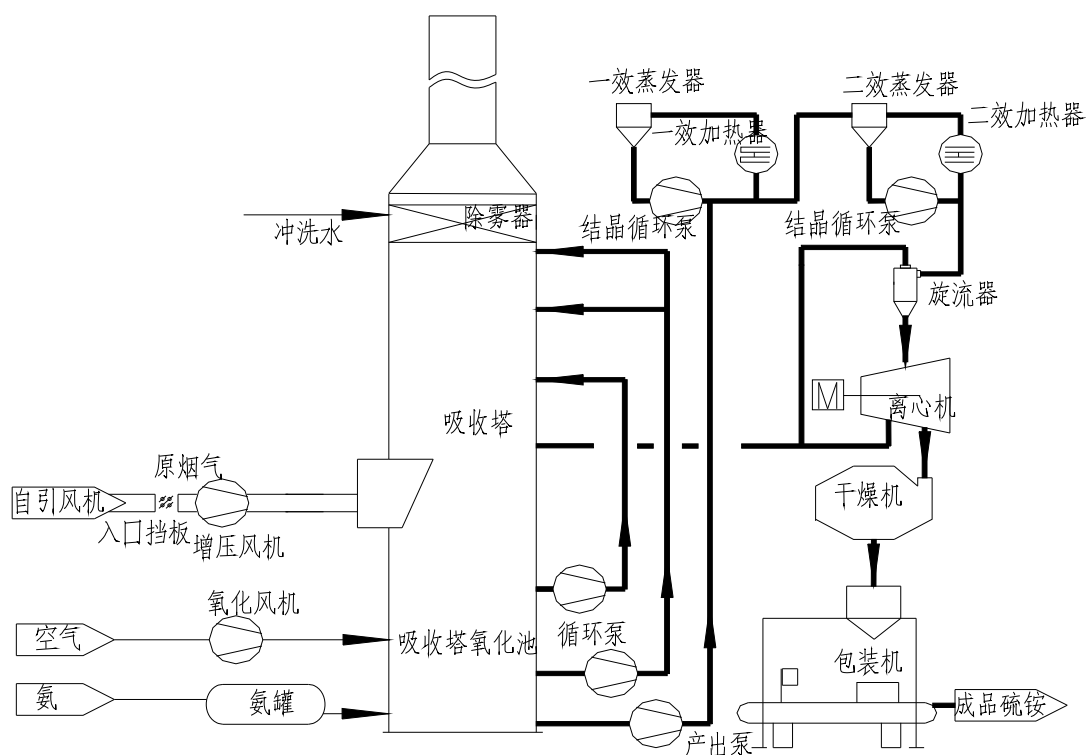 一效蒸发器
二效蒸发器
一效加热器
二效加热器
除雾器
冲洗水
结晶循环泵
结晶循环泵
旋流器
M
离心机
吸收塔
原烟气
自引风机
入口挡板
增压风机
干燥机
氧化风机
空气
吸收塔氧化池
循环泵
包装机
氨
氨罐
成品硫铵
产出泵